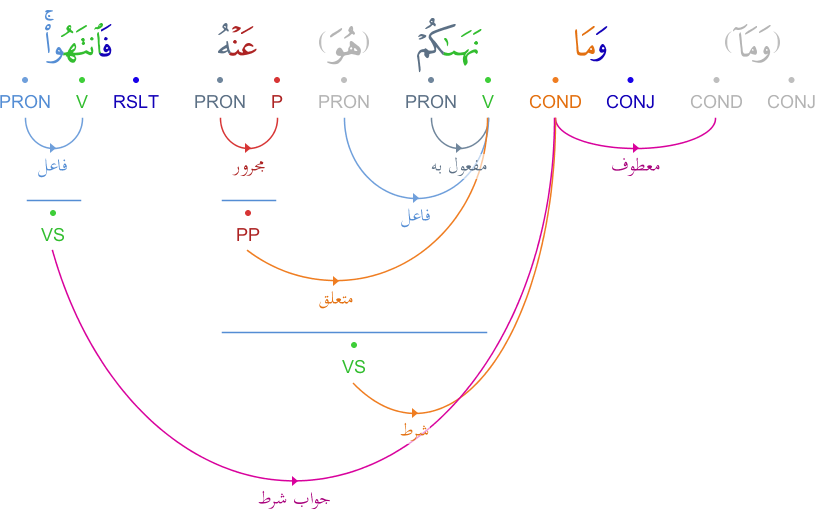 (وَمَآ) وَمَا نَهَىٰكُمْ (هُوَ) عَنْهُ فَٱنتَهُوا۟ ۚ
CONJ COND CONJ COND V PRON PRON P PRON RSLT V PRON
معطوف مفعول به مجرور فاعل
فاعل
PP VS
متعلق
VS
شرط
جواب شرط